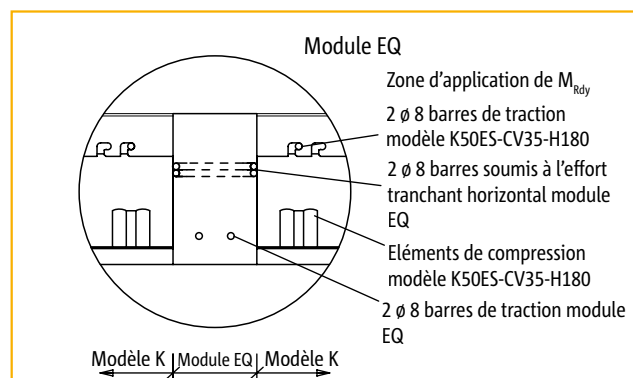 Module EQ
Zone d'application de M_Rdy
2 ø 8 barres de traction
modèle K50ES-CV35-H180
2 ø 8 barres soumis à l'effort
tranchant horizontal module
EQ
Eléments de compression
modèle K50ES-CV35-H180
2 ø 8 barres de traction module
EQ
Modèle K Module EQ Modèle K